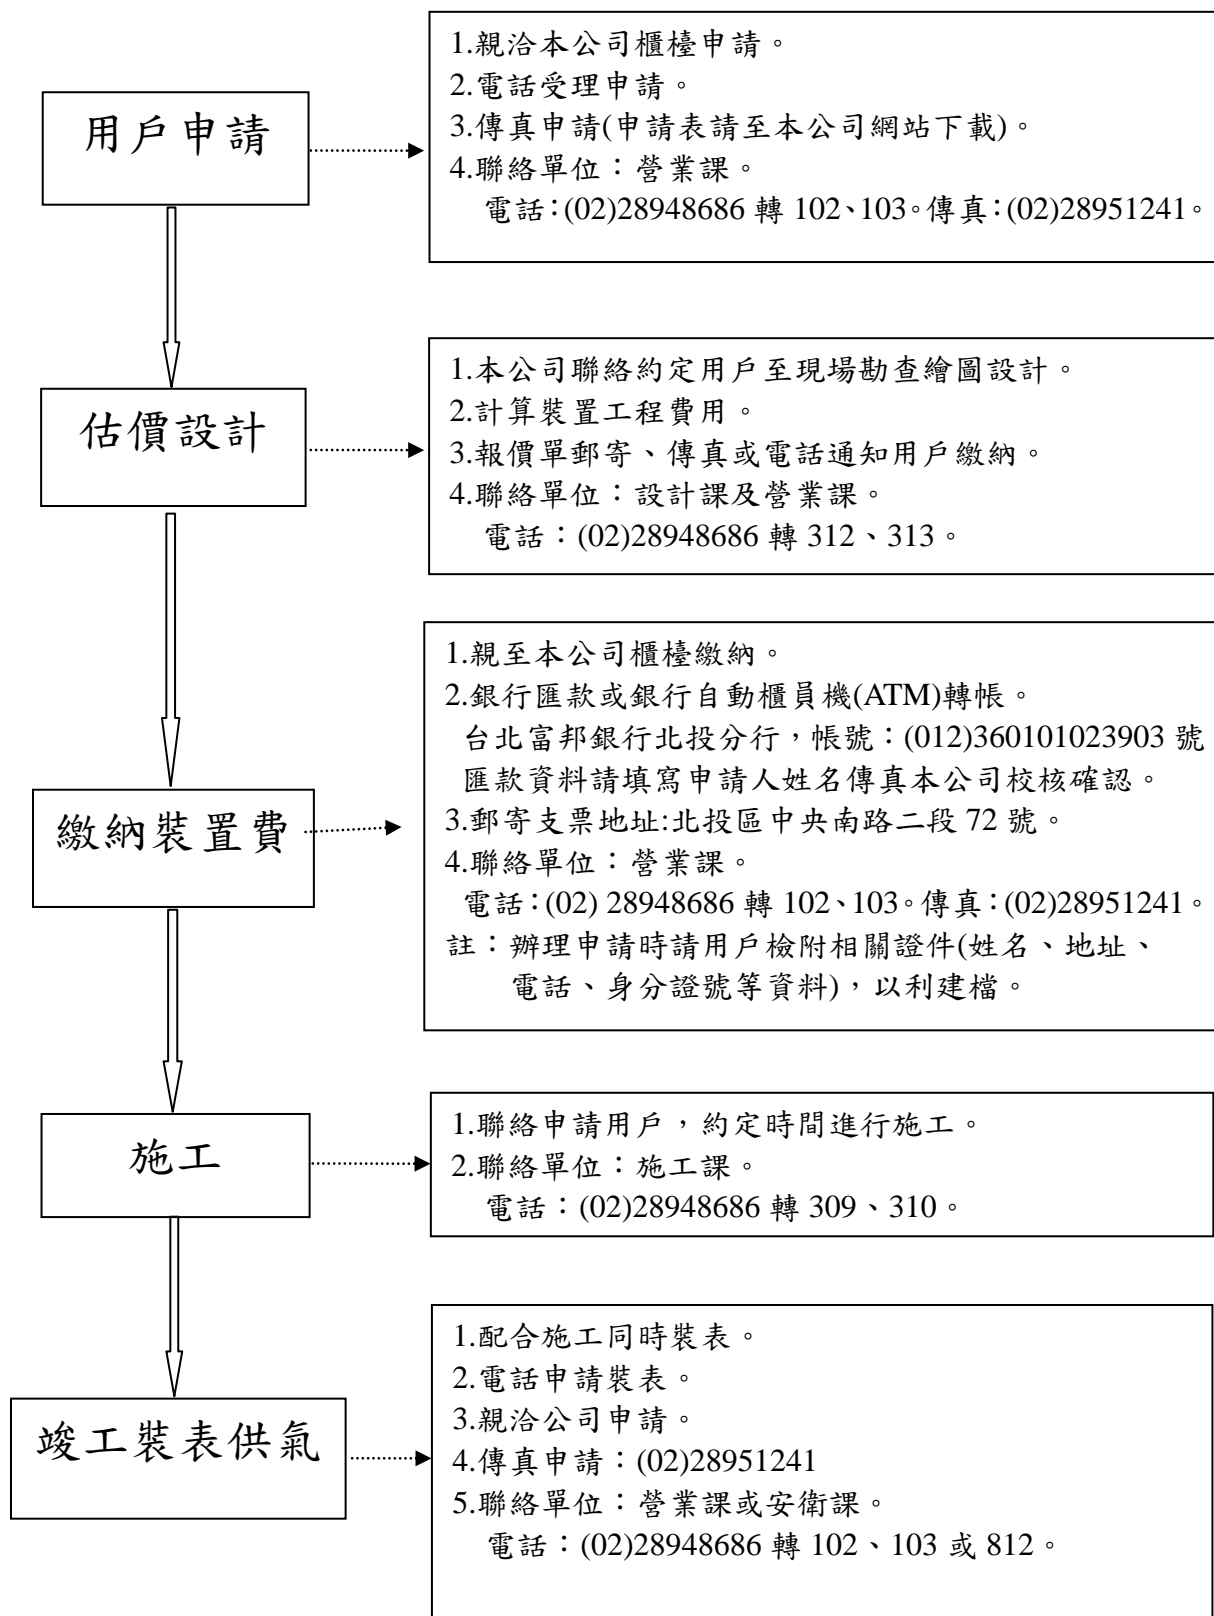 用戶申請
1.親洽本公司櫃檯申請。
2.電話受理申請。
3.傳真申請(申請表請至本公司網站下載)。
4.聯絡單位：營業課。
電話：(02)28948686 轉 102、103。傳真：(02)28951241。
估價設計
1.本公司聯絡約定用戶至現場勘查繪圖設計。
2.計算裝置工程費用。
3.報價單郵寄、傳真或電話通知用戶繳納。
4.聯絡單位：設計課及營業課。
電話：(02)28948686 轉 312、313。
繳納裝置費
1.親至本公司櫃檯繳納。
2.銀行匯款或銀行自動櫃員機(ATM)轉帳。
台北富邦銀行北投分行，帳號：(012)360101023903 號
匯款資料請填寫申請人姓名傳真本公司校核確認。
3.郵寄支票地址:北投區中央南路二段 72 號。
4.聯絡單位：營業課。
電話：(02) 28948686 轉 102、103。傳真：(02)28951241。
註：辦理申請時請用戶檢附相關證件(姓名、地址、
電話、身分證號等資料)，以利建檔。
施工
1.聯絡申請用戶，約定時間進行施工。
2.聯絡單位：施工課。
電話：(02)28948686 轉 309、310。
竣工裝表供氣
1.配合施工同時裝表。
2.電話申請裝表。
3.親洽公司申請。
4.傳真申請：(02)28951241
5.聯絡單位：營業課或安衛課。
電話：(02)28948686 轉 102、103 或 812。